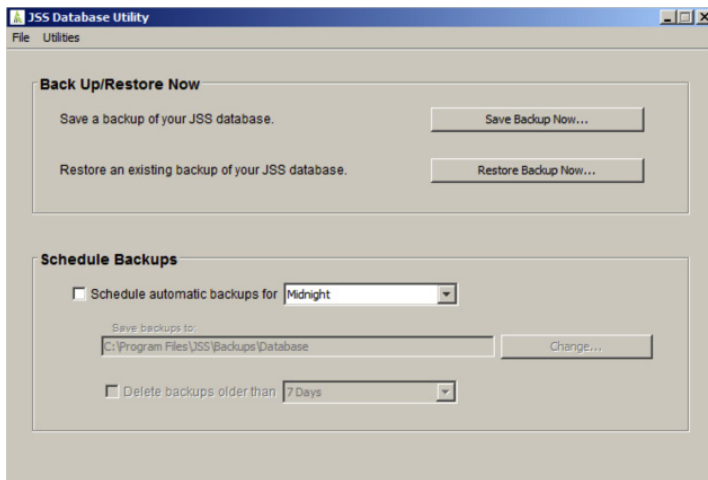 JSS Database Utility
File Utilities
Back Up/Restore Now
Save a backup of your JSS database. Save Backup Now...
Restore an existing backup of your JSS database. Restore Backup Now...
Schedule Backups
Schedule automatic backups for Midnight
Save backups to:
C:\Program Files\JSS\Backups\Database Change...
Delete backups older than 7 Days